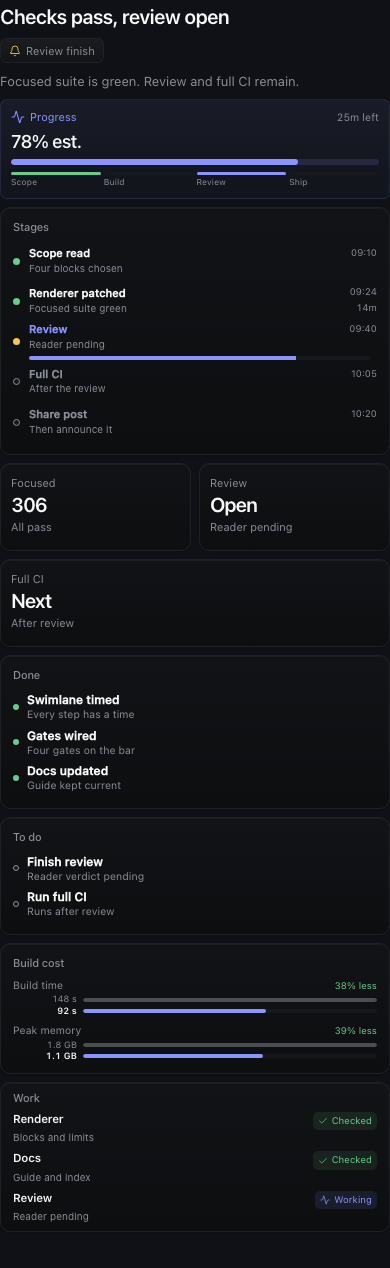 Checks pass, review open
Review finish
Focused suite is green. Review and full CI remain.
Progress
25m left
78% est.
Scope
Build
Review
Ship
Stages
Scope read
09:10
Four blocks chosen
Renderer patched
09:24
Focused suite green
14m
Review
09:40
Reader pending
Full CI
10:05
After the review
Share post
10:20
Then announce it
Focused
306
All pass
Review
Open
Reader pending
Full CI
Next
After review
Done
Swimlane timed
Every step has a time
Gates wired
Four gates on the bar
Docs updated
Guide kept current
To do
Finish review
Reader verdict pending
Run full CI
Runs after review
Build cost
Build time
38% less
148 s
92 s
Peak memory
39% less
1.8 GB
1.1 GB
Work
Renderer
Checked
Blocks and limits
Docs
Checked
Guide and index
Review
Working
Reader pending